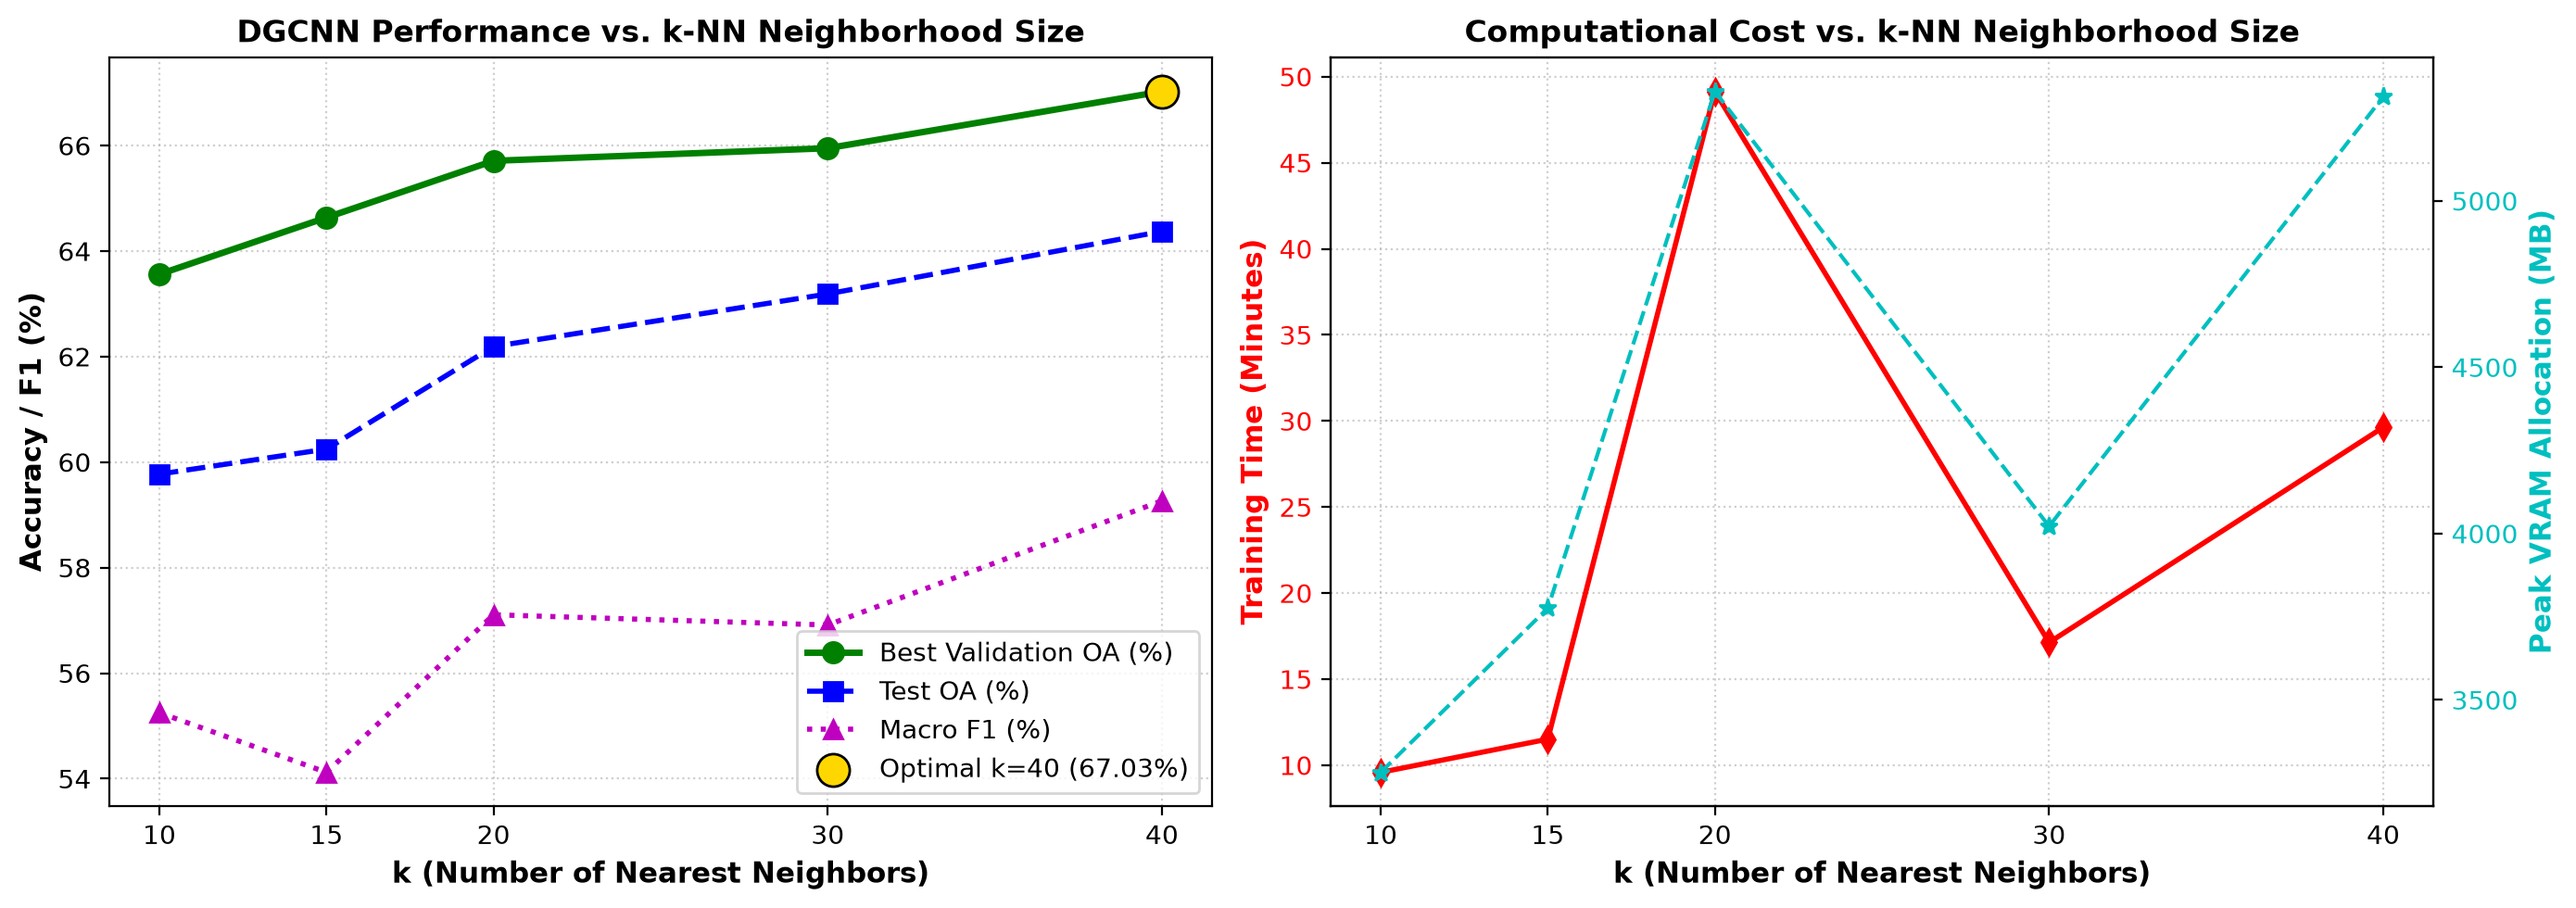 DGCNN Performance vs. k-NN Neighborhood Size
Accuracy / F1 (%)
66
64
62
60
58
56
54
10 15 20 30 40
k (Number of Nearest Neighbors)
Best Validation OA (%)
Test OA (%)
Macro F1 (%)
Optimal k=40 (67.03%)
Computational Cost vs. k-NN Neighborhood Size
Training Time (Minutes)
50
45
40
35
30
25
20
15
10
10 15 20 30 40
k (Number of Nearest Neighbors)
5000
4500
4000
3500
Peak VRAM Allocation (MB)